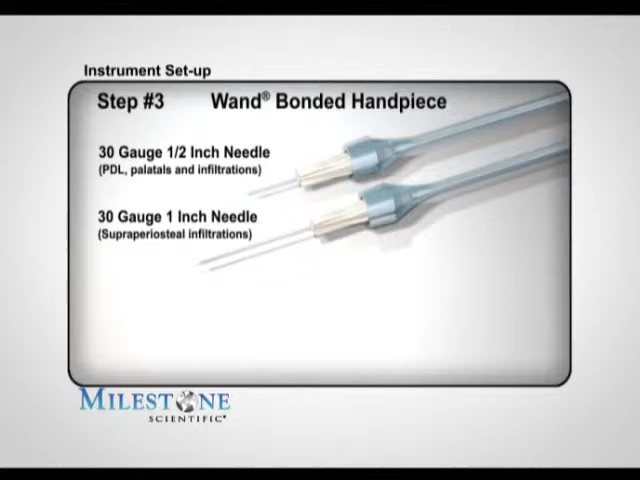 Instrument Set-up
Step #3 Wand® Bonded Handpiece
30 Gauge 1/2 Inch Needle
(PDL, palatals and infiltrations)
30 Gauge 1 Inch Needle
(Supraperiosteal infiltrations)
MILESTONE
SCIENTIFIC